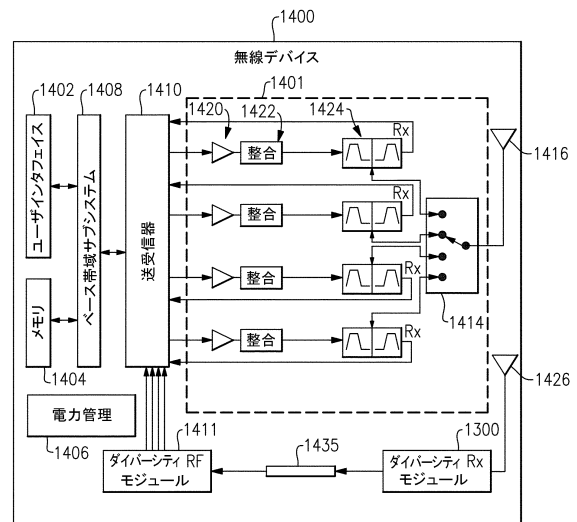 1400
無線デバイス
1402
1408
1410
1401
1420
1422
1424
Rx
整合
ユーザインタフェイス
ベース帯域サブシステム
送受信器
1416
Rx
整合
Rx
整合
1414
メモリ
Rx
整合
1404
1426
電力管理
1406
1411
1435
1300
ダイバーシティ RF
モジュール
ダイバーシティ Rx
モジュール